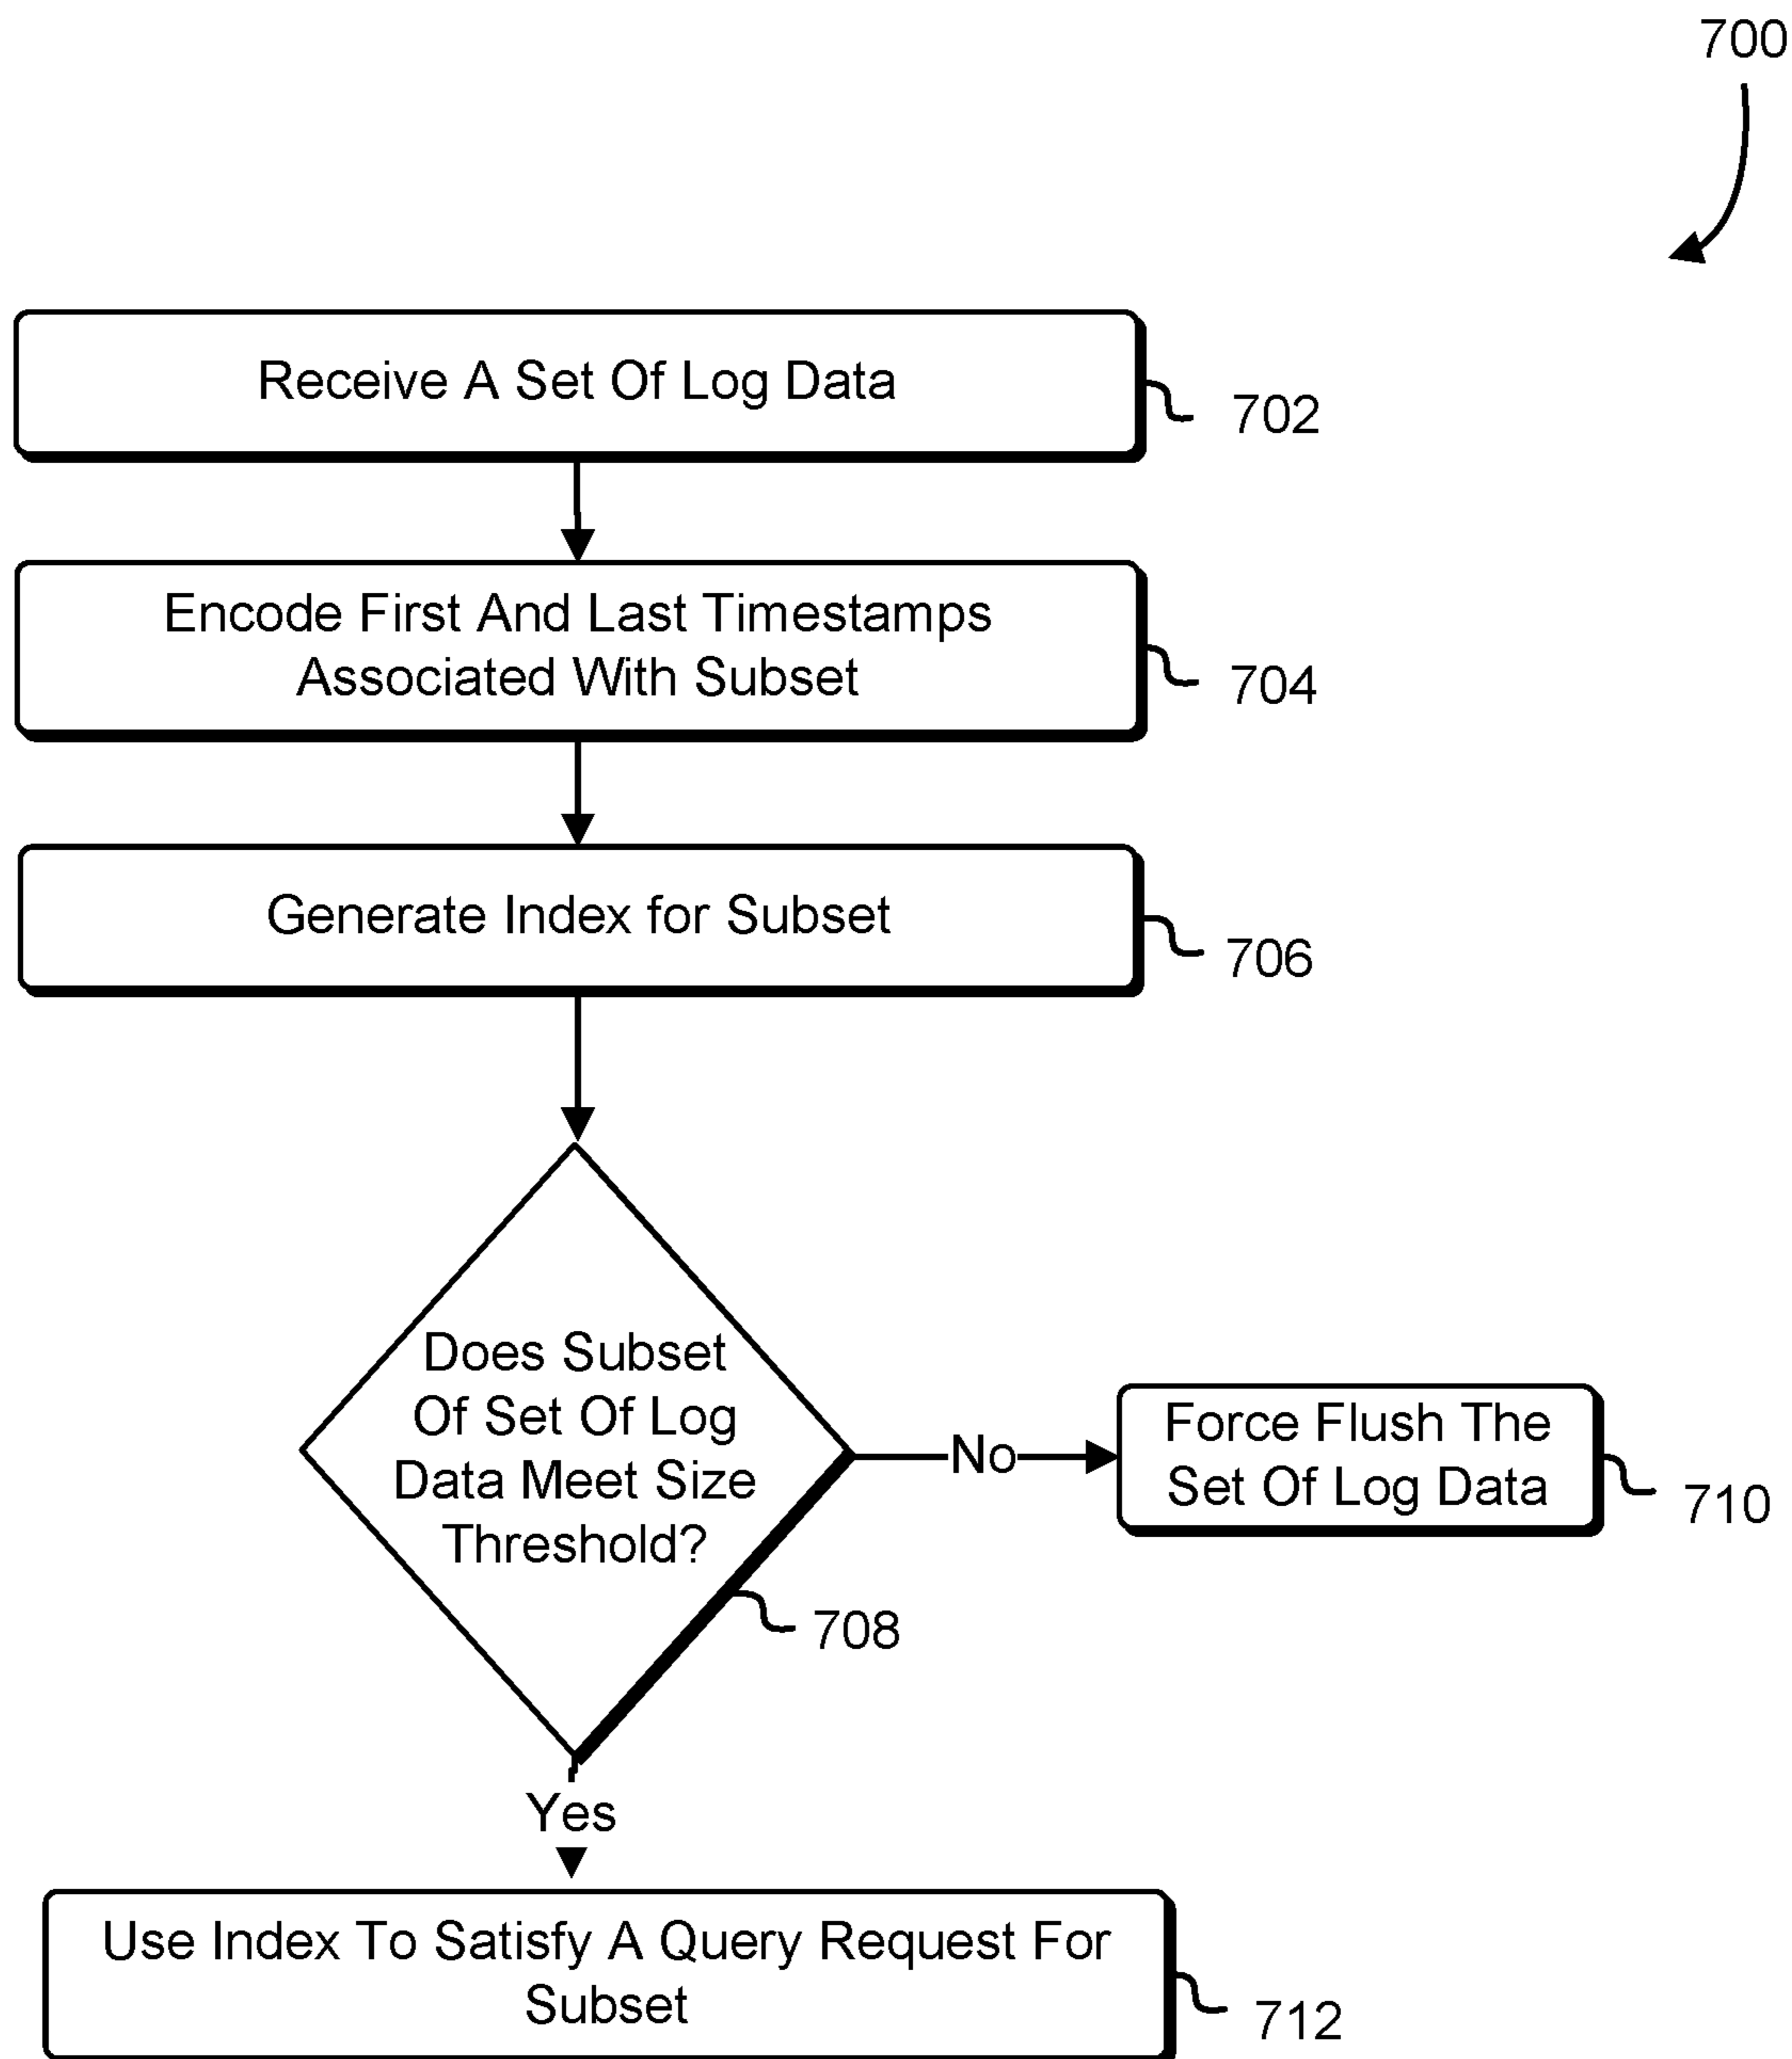 700
Receive A Set Of Log Data
702
Encode First And Last Timestamps
Associated With Subset
704
Generate Index for Subset
706
Does Subset
Of Set Of Log
Data Meet Size
Threshold?
708
No
Force Flush The
Set Of Log Data
710
Yes
Use Index To Satisfy A Query Request For
Subset
712